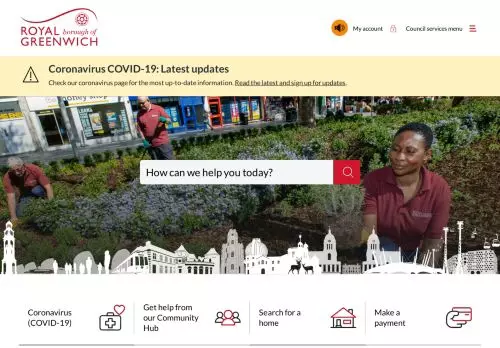 ROYAL borough of
GREENWICH
My account
Council services menu
Coronavirus COVID-19: Latest updates
Check our coronavirus page for the most up-to-date information. Read the latest and sign up for updates.
How can we help you today?
Coronavirus
(COVID-19)
Get help from
our Community
Hub
Search for a
home
Make a
payment